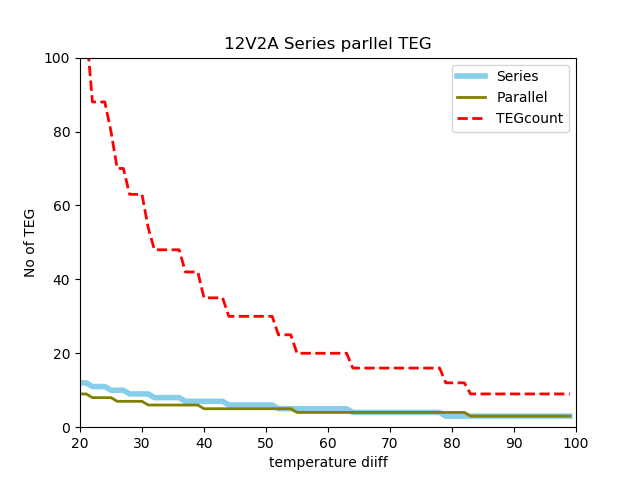 12V2A Series parllel TEG
Series
Parallel
TEGcount
No of TEG
100
80
60
40
20
0
20 30 40 50 60 70 80 90 100
temperature diiff